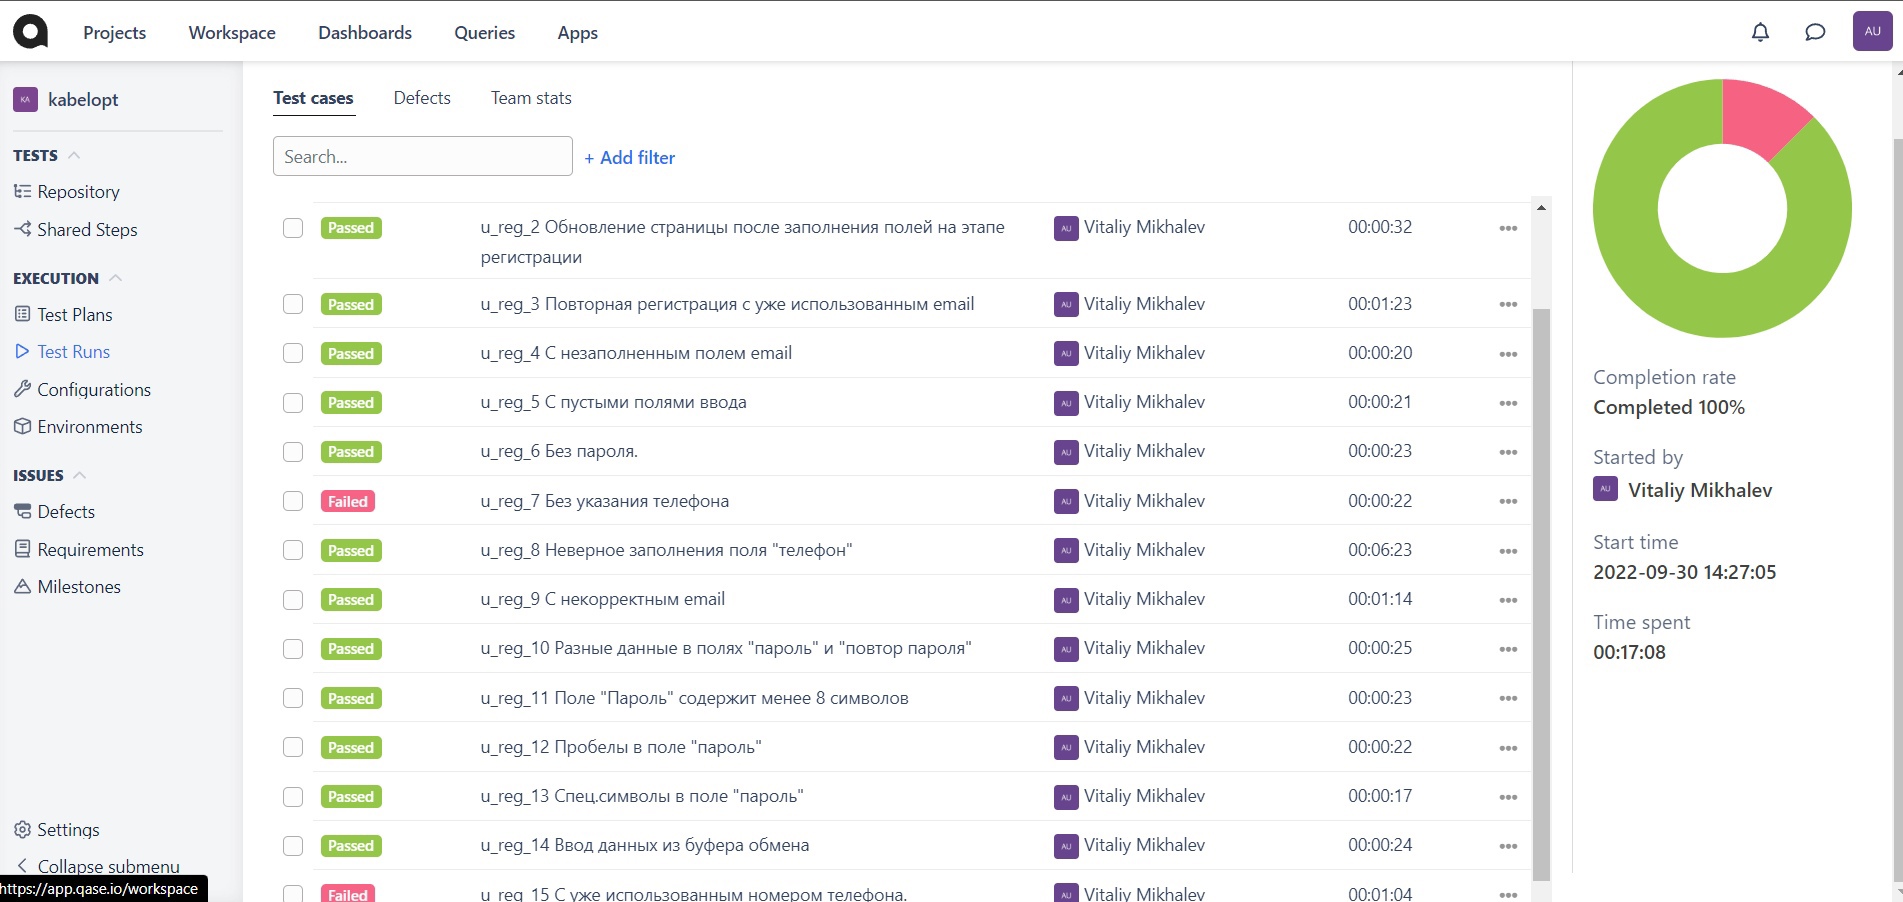 Projects Workspace Dashboards Queries Apps AU
KA kabelopt
TESTS
Repository
Shared Steps
EXECUTION
Test Plans
Test Runs
Configurations
Environments
ISSUES
Defects
Requirements
Milestones
Settings
Collapse submenu
https://app.qase.io/workspace
Test cases Defects Team stats
Search... + Add filter
Passed u_reg_2 Обновление страницы после заполнения полей на этапе AU Vitaliy Mikhalev 00:00:32
регистрации
Passed u_reg_3 Повторная регистрация с уже использованным email AU Vitaliy Mikhalev 00:01:23
Passed u_reg_4 С незаполненным полем email AU Vitaliy Mikhalev 00:00:20
Passed u_reg_5 С пустыми полями ввода AU Vitaliy Mikhalev 00:00:21
Passed u_reg_6 Без пароля. AU Vitaliy Mikhalev 00:00:23
Failed u_reg_7 Без указания телефона AU Vitaliy Mikhalev 00:00:22
Passed u_reg_8 Неверное заполнения поля "телефон" AU Vitaliy Mikhalev 00:06:23
Passed u_reg_9 С некорректным email AU Vitaliy Mikhalev 00:01:14
Passed u_reg_10 Разные данные в полях "пароль" и "повтор пароля" AU Vitaliy Mikhalev 00:00:25
Passed u_reg_11 Поле "Пароль" содержит менее 8 символов AU Vitaliy Mikhalev 00:00:23
Passed u_reg_12 Пробелы в поле "пароль" AU Vitaliy Mikhalev 00:00:22
Passed u_reg_13 Спец.символы в поле "пароль" AU Vitaliy Mikhalev 00:00:17
Passed u_reg_14 Ввод данных из буфера обмена AU Vitaliy Mikhalev 00:00:24
Failed u_reg_15 С уже использованным номером телефона. AU Vitaliy Mikhalev 00:01:04
Completion rate
Completed 100%
Started by
AU Vitaliy Mikhalev
Start time
2022-09-30 14:27:05
Time spent
00:17:08